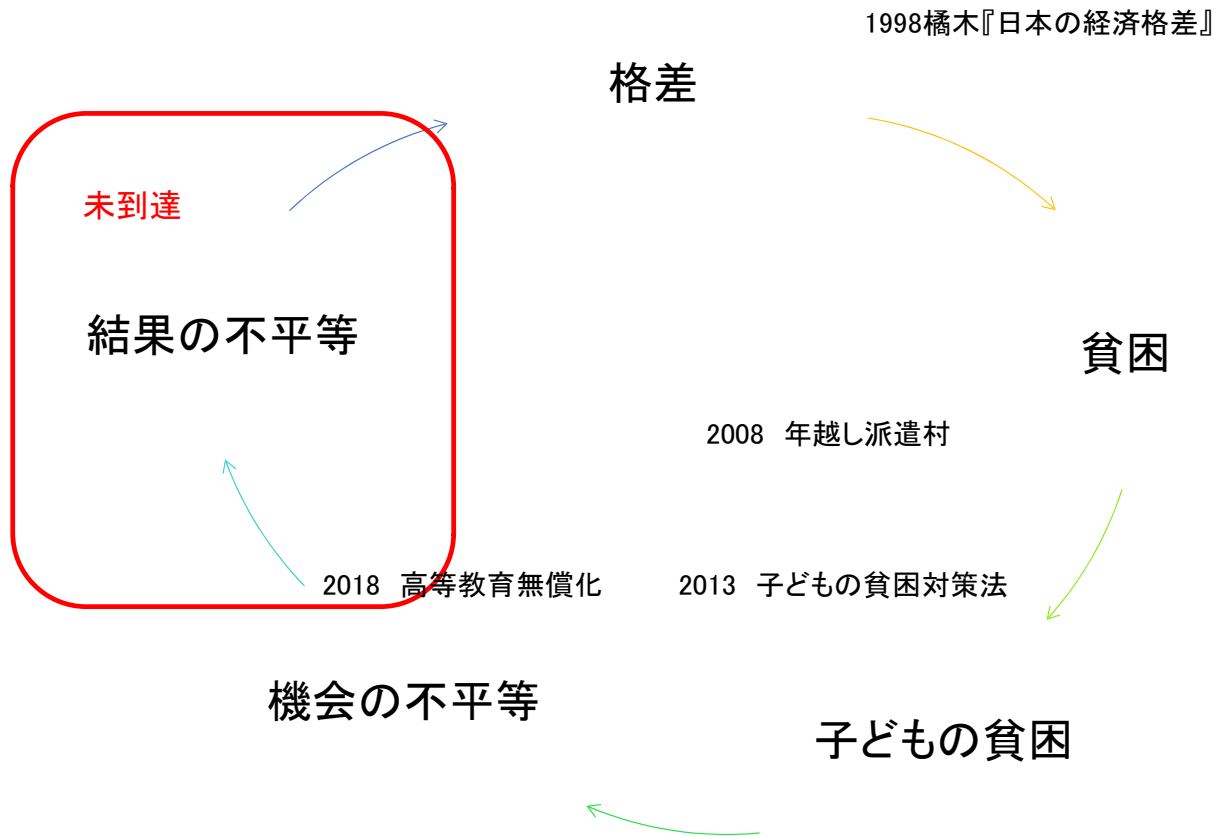 1998橘木『日本の経済格差』
格差
未到達
結果の不平等
貧困
2008 年越し派遣村
2018 高等教育無償化
2013 子どもの貧困対策法
機会の不平等
子どもの貧困